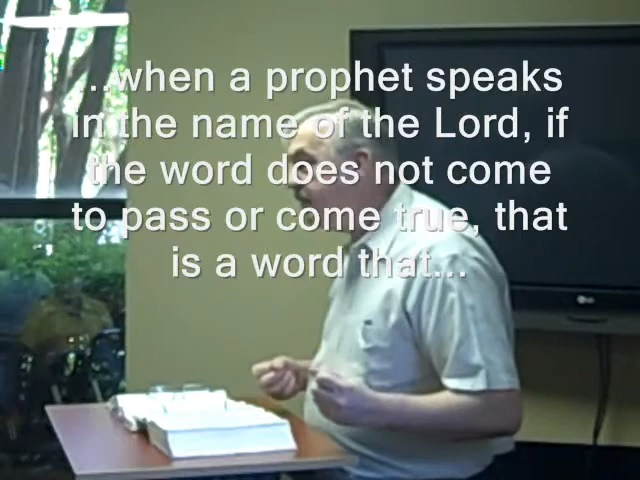 ...when a prophet speaks
in the name of the Lord, if
the word does not come
to pass or come true, that
is a word that...
LG